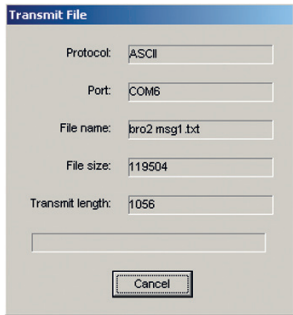 Transmit File
Protocol: ASCII
Port: COM6
File name: bro2 msg1.txt
File size: 119504
Transmit length: 1056
Cancel